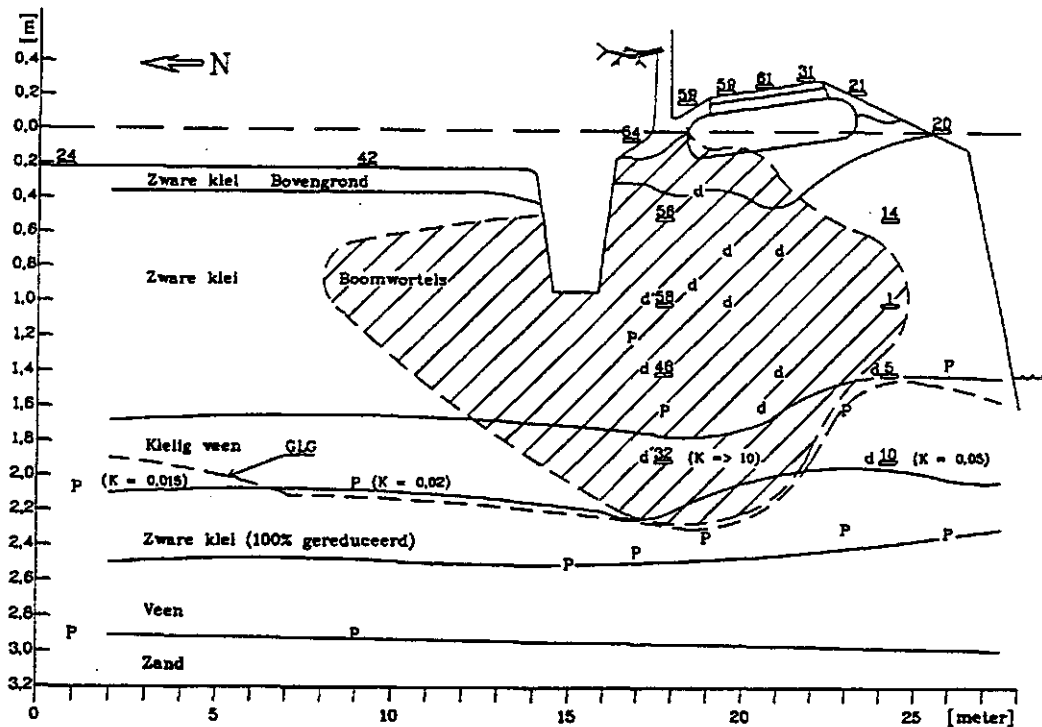 [m]
0,4
N
0,2
59 59 61 31 21
0,0
64 20
0,2
24 42
Zware klei Bovengrond
0,4
d
56 14
0,6
d d
0,8
Zware klei Boomwortels
d
1,0
d 58 d 1
1,2
P
1,4
d 48 d d 5 P
1,6
P d P
1,8
Kleiig veen GLG
d 32 (K => 10) d 10 (K = 0,05)
2,0
P (K = 0,015) P (K = 0,02)
2,2
Zware klei (100% gereduceerd)
P P P
2,4
P P
2,6
Veen
2,8
P P
3,0
Zand
3,2
0 5 10 15 20 25 [meter]